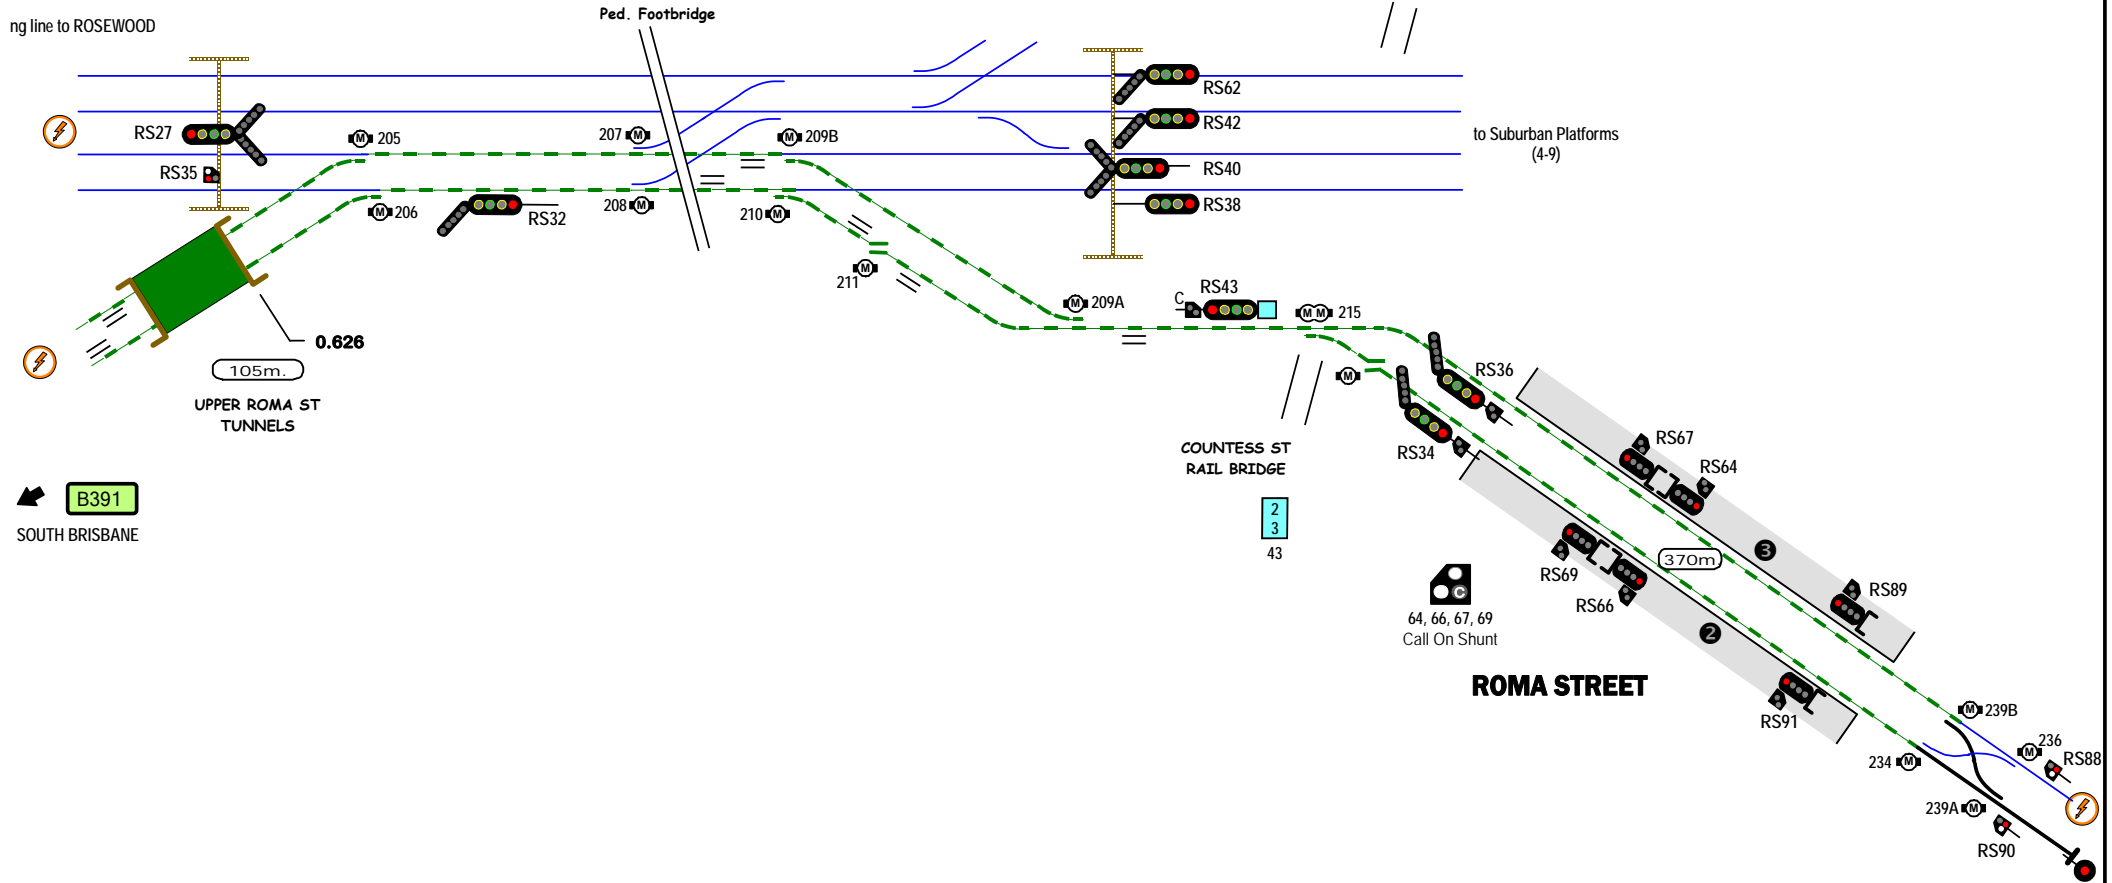 Ped. Footbridge
ng line to ROSEWOOD
RS62
RS42
RS27
205
207
M
209B
to Suburban Platforms
(4-9)
RS35
RS40
206
RS32
208
210
RS38
211
C
RS43
209A
M M 215
0.626
105m.
UPPER ROMA ST
TUNNELS
M
RS36
RS34
COUNTESS ST
RAIL BRIDGE
RS67
RS64
B391
SOUTH BRISBANE
2
3
43
RS69
370m.
3
RS66
C
64, 66, 67, 69
Call On Shunt
RS89
2
ROMA STREET
RS91
239B
236
RS88
234
239A
RS90